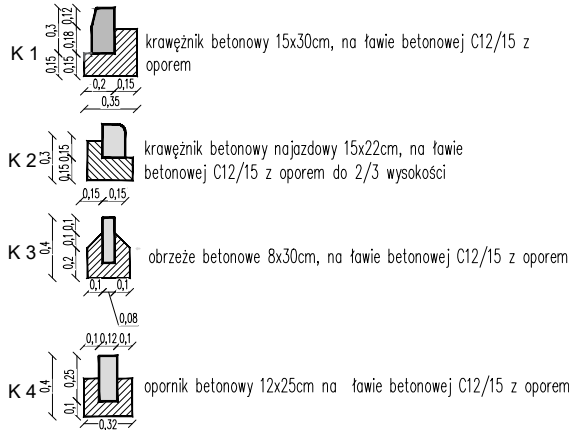 K 1
0,3
0,15
0,12
0,18
0,15
0,2
0,15
0,35
krawężnik betonowy 15x30cm, na ławie betonowej C12/15 z
oporem
K 2
0,3
0,15
0,15
0,15
0,15
krawężnik betonowy najazdowy 15x22cm, na ławie
betonowej C12/15 z oporem do 2/3 wysokości
K 3
0,4
0,1
0,1
0,2
0,1
0,1
0,08
obrzeże betonowe 8x30cm, na ławie betonowej C12/15 z oporem
K 4
0,1
0,12
0,1
0,4
0,25
0,1
0,32
opornik betonowy 12x25cm na ławie betonowej C12/15 z oporem